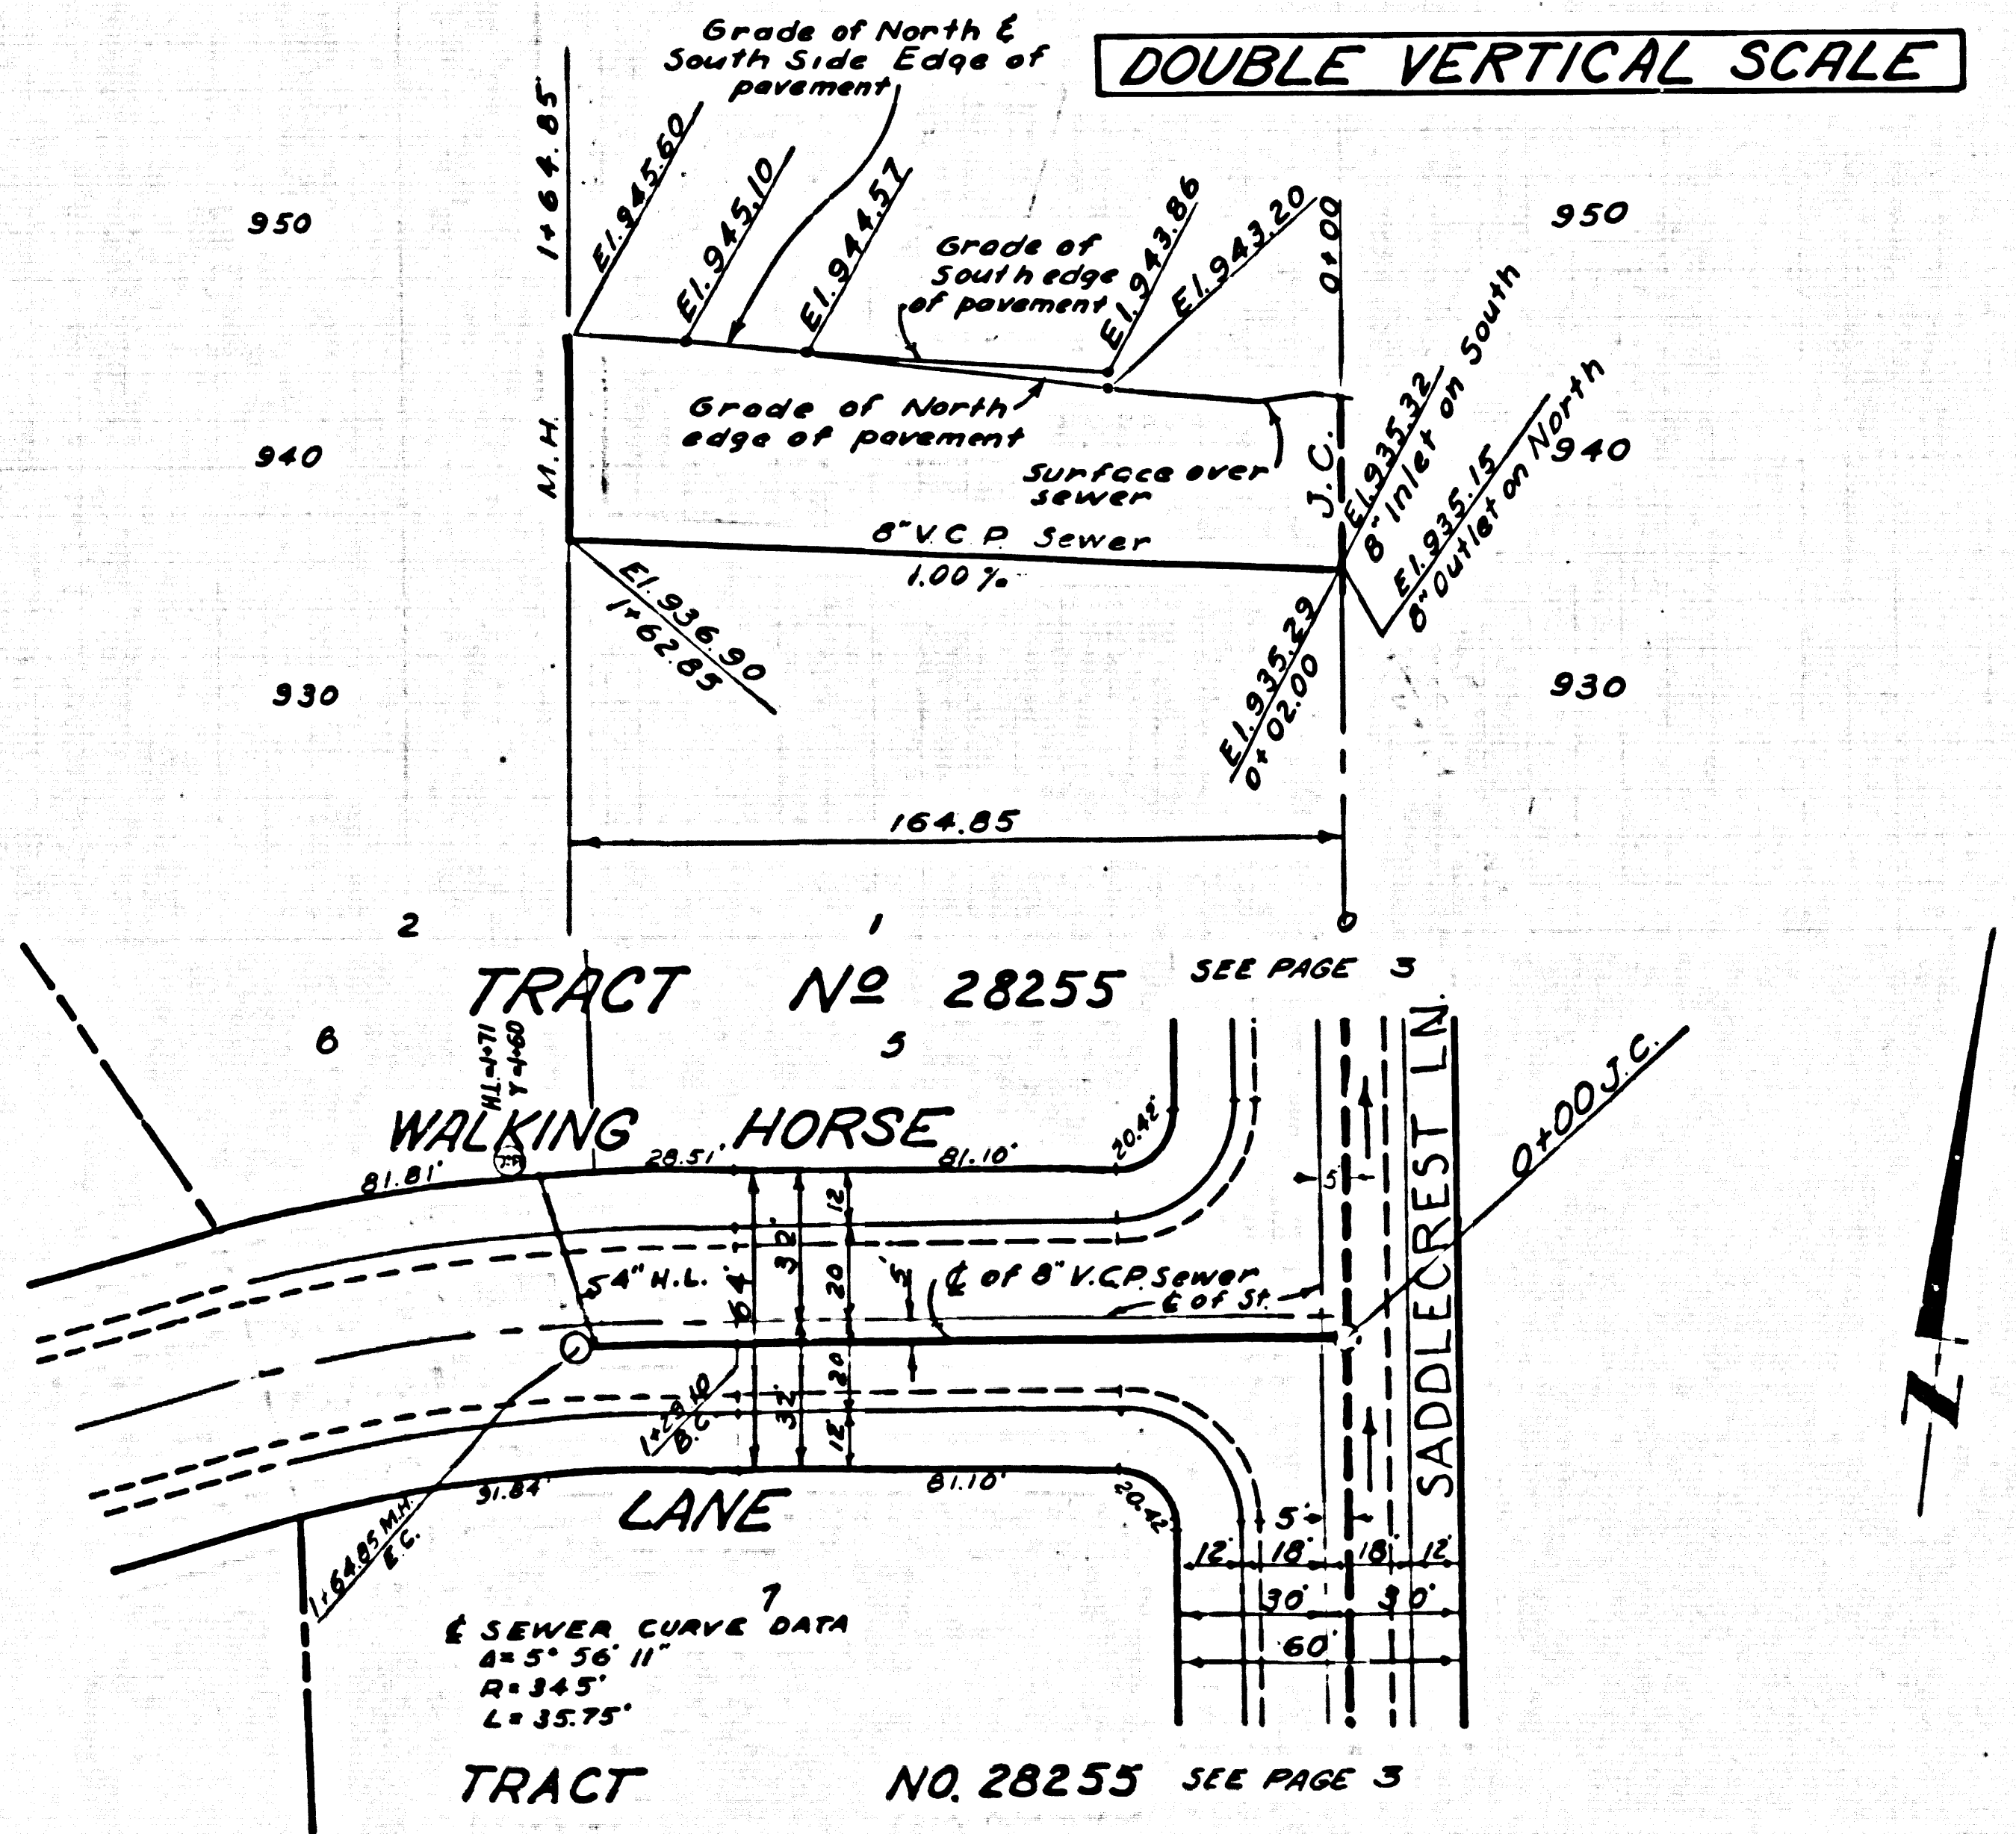 DOUBLE VERTICAL SCALE
Grade of North &
South Side Edge of
pavement
1+64.85
El. 945.60
El. 945.10
El. 944.57
Grade of
South edge
of pavement
El. 943.86
El. 943.20
0+00
950
950
El. 935.32
8" Inlet on South
El. 935.15
8" Outlet on North
Grade of North
edge of pavement
Surface over
sewer
940
940
M.H.
J.C.
8" V.C.P. Sewer
1.00 %
El. 936.90
1+62.85
El. 935.29
0+02.00
930
930
164.85
2
1
TRACT Nº 28255
SEE PAGE 3
6
5
WALKING HORSE
81.81'
28.51'
81.10'
20.42'
SADDLECREST LN.
0+00 J.C.
5'
54" H.L.
64'
32'
12
20
5'
℄ of 8" V.C.P. Sewer
℄ of St.
32'
20
12
B.C.
91.84'
81.10'
20.42'
LANE
1+64.85 M.H.
E.C.
5'
12' 18' 18' 12'
30' 30'
60'
7
℄ SEWER CURVE DATA
Δ= 5° 56' 11"
R= 345'
L= 35.75'
TRACT NO. 28255 SEE PAGE 3
N